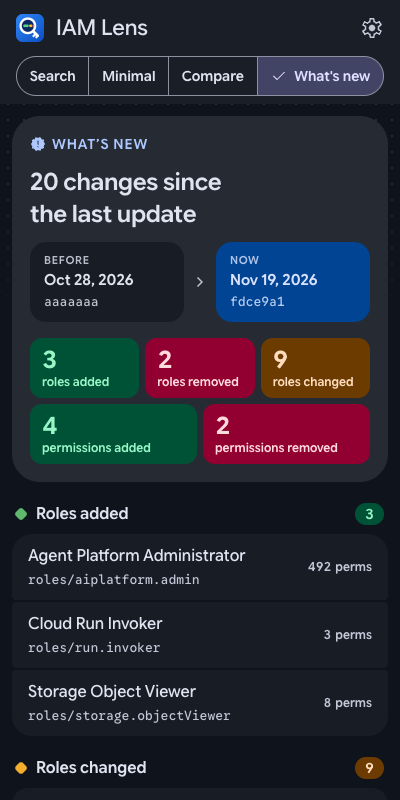 IAM Lens
Search
Minimal
Compare
What's new
WHAT'S NEW
20 changes since
the last update
BEFORE
Oct 28, 2026
aaaaaaa
NOW
Nov 19, 2026
fdce9a1
3
roles added
2
roles removed
9
roles changed
4
permissions added
2
permissions removed
Roles added
3
Agent Platform Administrator
roles/aiplatform.admin
492 perms
Cloud Run Invoker
roles/run.invoker
3 perms
Storage Object Viewer
roles/storage.objectViewer
8 perms
Roles changed
9